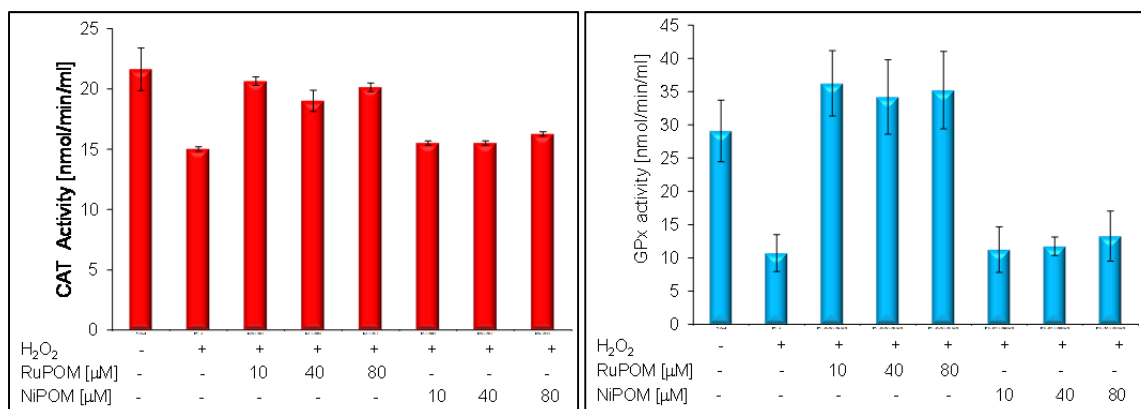 25
20
15
10
5
0
CAT Activity [nmol/min/ml]
H₂O₂ - + + + + + + +
RuPOM [μM] - - 10 40 80 - - -
NiPOM [μM] - - - - - 10 40 80
45
40
35
30
25
20
15
10
5
0
GPx activity [nmol/min/ml]
H₂O₂ - + + + + + + +
RuPOM [μM] - - 10 40 80 - - -
NiPOM [μM] - - - - - 10 40 80